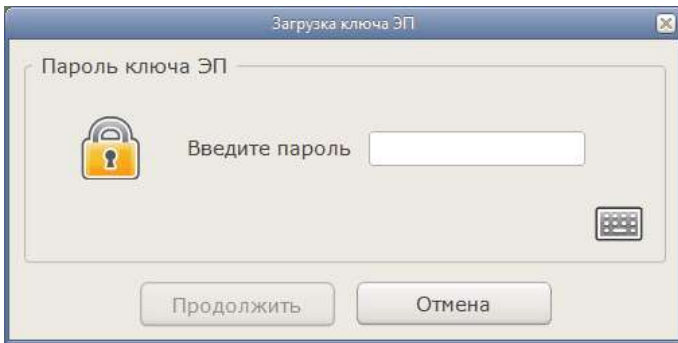 Загрузка ключа ЭП
Пароль ключа ЭП
Введите пароль
Продолжить
Отмена